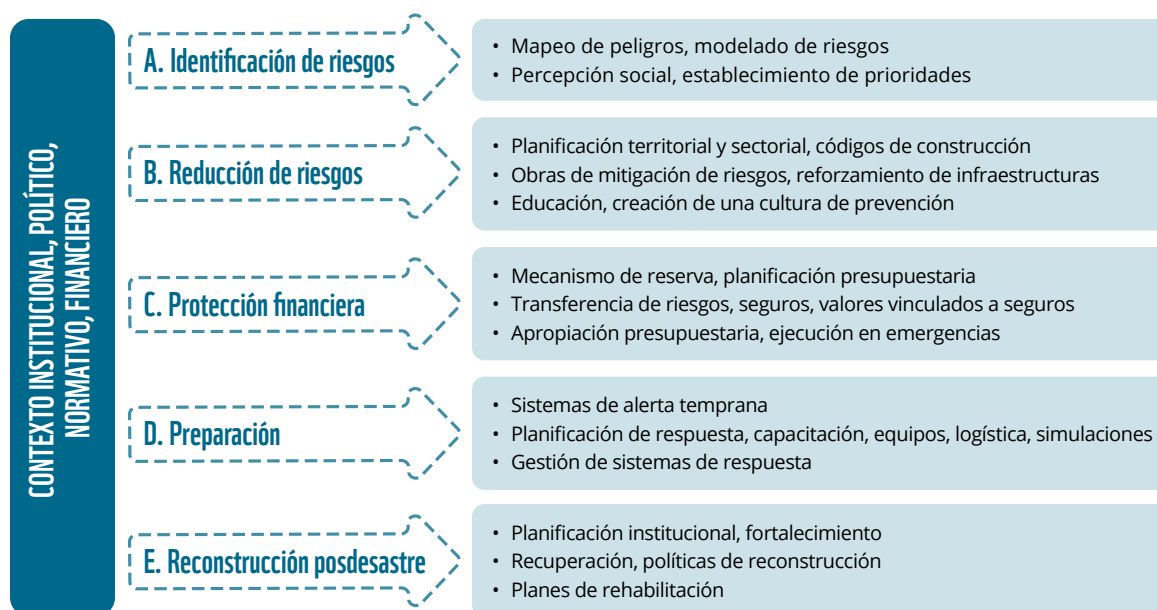 CONTEXTO INSTITUCIONAL, POLÍTICO,
NORMATIVO, FINANCIERO
A. Identificación de riesgos
• Mapeo de peligros, modelado de riesgos
• Percepción social, establecimiento de prioridades
B. Reducción de riesgos
• Planificación territorial y sectorial, códigos de construcción
• Obras de mitigación de riesgos, reforzamiento de infraestructuras
• Educación, creación de una cultura de prevención
C. Protección financiera
• Mecanismo de reserva, planificación presupuestaria
• Transferencia de riesgos, seguros, valores vinculados a seguros
• Apropiación presupuestaria, ejecución en emergencias
D. Preparación
• Sistemas de alerta temprana
• Planificación de respuesta, capacitación, equipos, logística, simulaciones
• Gestión de sistemas de respuesta
E. Reconstrucción posdesastre
• Planificación institucional, fortalecimiento
• Recuperación, políticas de reconstrucción
• Planes de rehabilitación